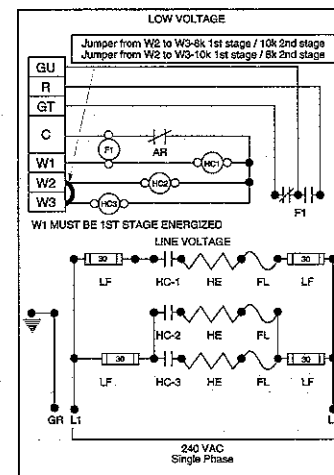 LOW VOLTAGE
Jumper from W2 to W3-8k 1st stage / 10k 2nd stage
Jumper from W2 to W3-10k 1st stage / 8k 2nd stage
GU
R
GT
C
F1
AR
W1
HC1
W2
HC2
W3
HC3
F1
W1 MUST BE 1ST STAGE ENERGIZED
LINE VOLTAGE
30
30
LF
HC-1
HE
FL
LF
HC-2
HE
FL
30
30
LF
HC-3
HE
FL
LF
GR
L1
L
240 VAC
Single Phase